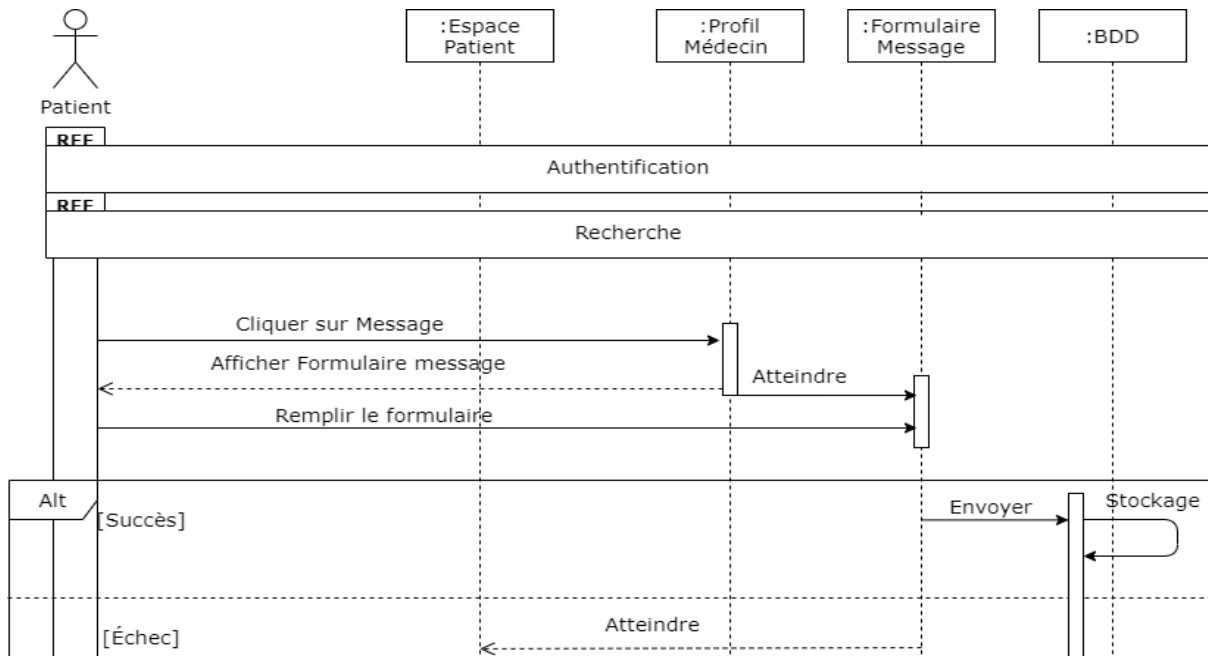 :Espace
Patient
:Profil
Médecin
:Formulaire
Message
:BDD
Patient
REF
Authentification
REF
Recherche
Cliquer sur Message
Afficher Formulaire message
Atteindre
Remplir le formulaire
Alt
[Succès]
Envoyer
Stockage
[Échec]
Atteindre